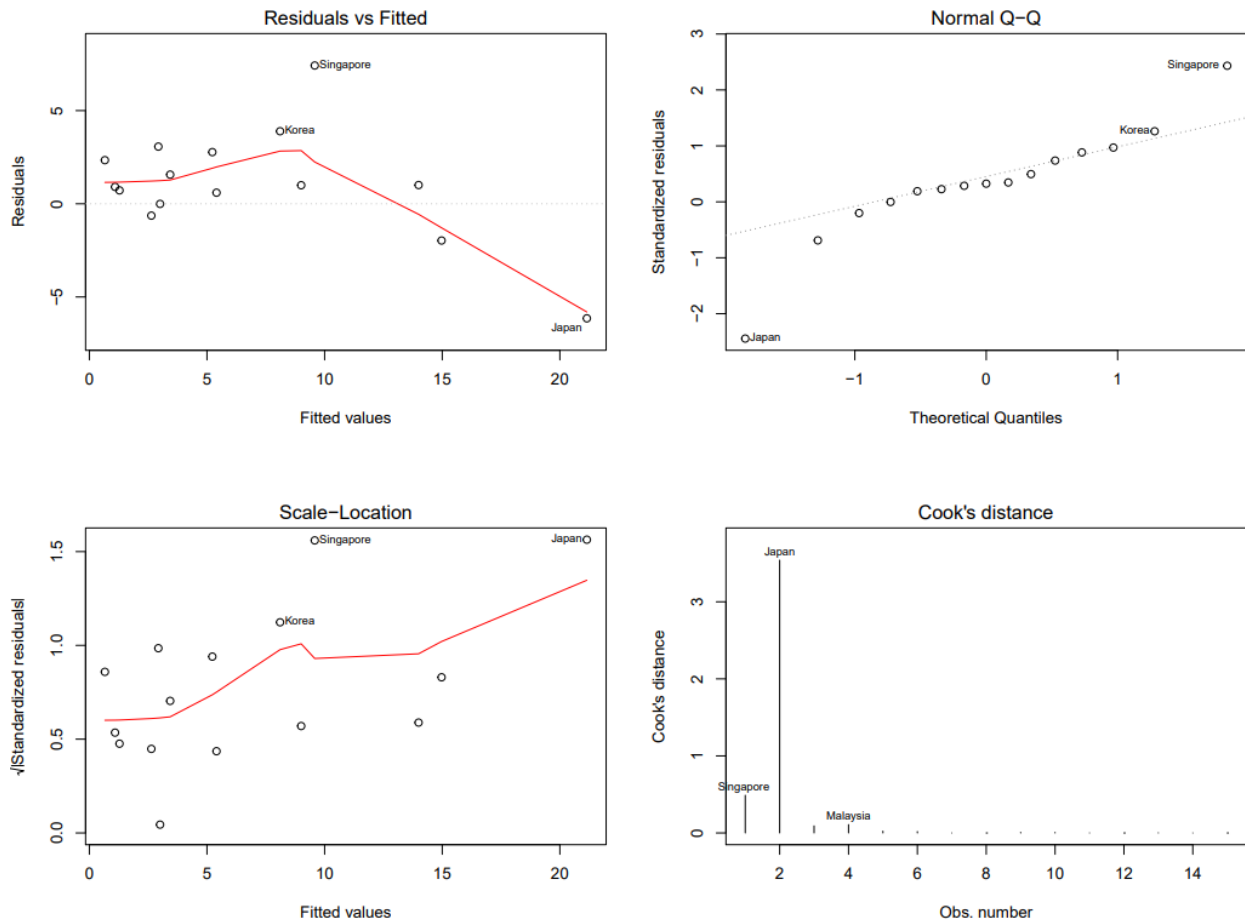 Residuals vs Fitted
Residuals
5
0
−5
Singapore
Korea
Japan
0 5 10 15 20
Fitted values
Normal Q−Q
Standardized residuals
3
2
1
0
−1
−2
Singapore
Korea
Japan
−1 0 1
Theoretical Quantiles
Scale−Location
√|Standardized residuals|
1.5
1.0
0.5
0.0
Singapore
Japan
Korea
0 5 10 15 20
Fitted values
Cook's distance
Cook's distance
3
2
1
0
Japan
Singapore
Malaysia
2 4 6 8 10 12 14
Obs. number